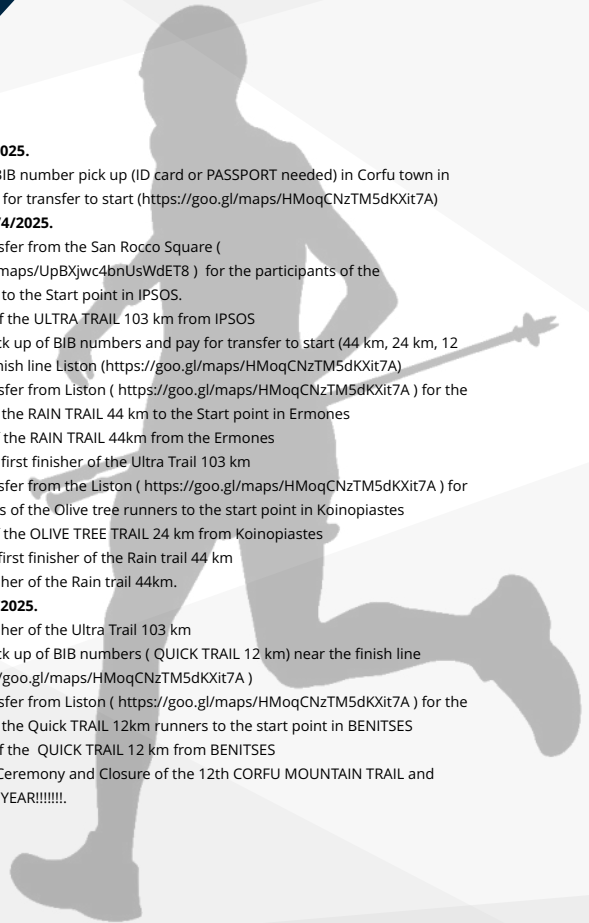 025.
BIB number pick up (ID card or PASSPORT needed) in Corfu town in
for transfer to start (https://goo.gl/maps/HMoqCNzTM5dKXit7A)
4/2025.
sfer from the San Rocco Square (
maps/UpBXjwc4bnUsWdET8 ) for the participants of the
to the Start point in IPSOS.
f the ULTRA TRAIL 103 km from IPSOS
ck up of BIB numbers and pay for transfer to start (44 km, 24 km, 12
nish line Liston (https://goo.gl/maps/HMoqCNzTM5dKXit7A)
sfer from Liston ( https://goo.gl/maps/HMoqCNzTM5dKXit7A ) for the
the RAIN TRAIL 44 km to the Start point in Ermones
the RAIN TRAIL 44km from the Ermones
first finisher of the Ultra Trail 103 km
sfer from the Liston ( https://goo.gl/maps/HMoqCNzTM5dKXit7A ) for
s of the Olive tree runners to the start point in Koinopiastes
f the OLIVE TREE TRAIL 24 km from Koinopiastes
first finisher of the Rain trail 44 km
her of the Rain trail 44km.
/2025.
her of the Ultra Trail 103 km
ck up of BIB numbers ( QUICK TRAIL 12 km) near the finish line
/goo.gl/maps/HMoqCNzTM5dKXit7A )
sfer from Liston ( https://goo.gl/maps/HMoqCNzTM5dKXit7A ) for the
the Quick TRAIL 12km runners to the start point in BENITSES
f the QUICK TRAIL 12 km from BENITSES
Ceremony and Closure of the 12th CORFU MOUNTAIN TRAIL and
YEAR!!!!!!!.